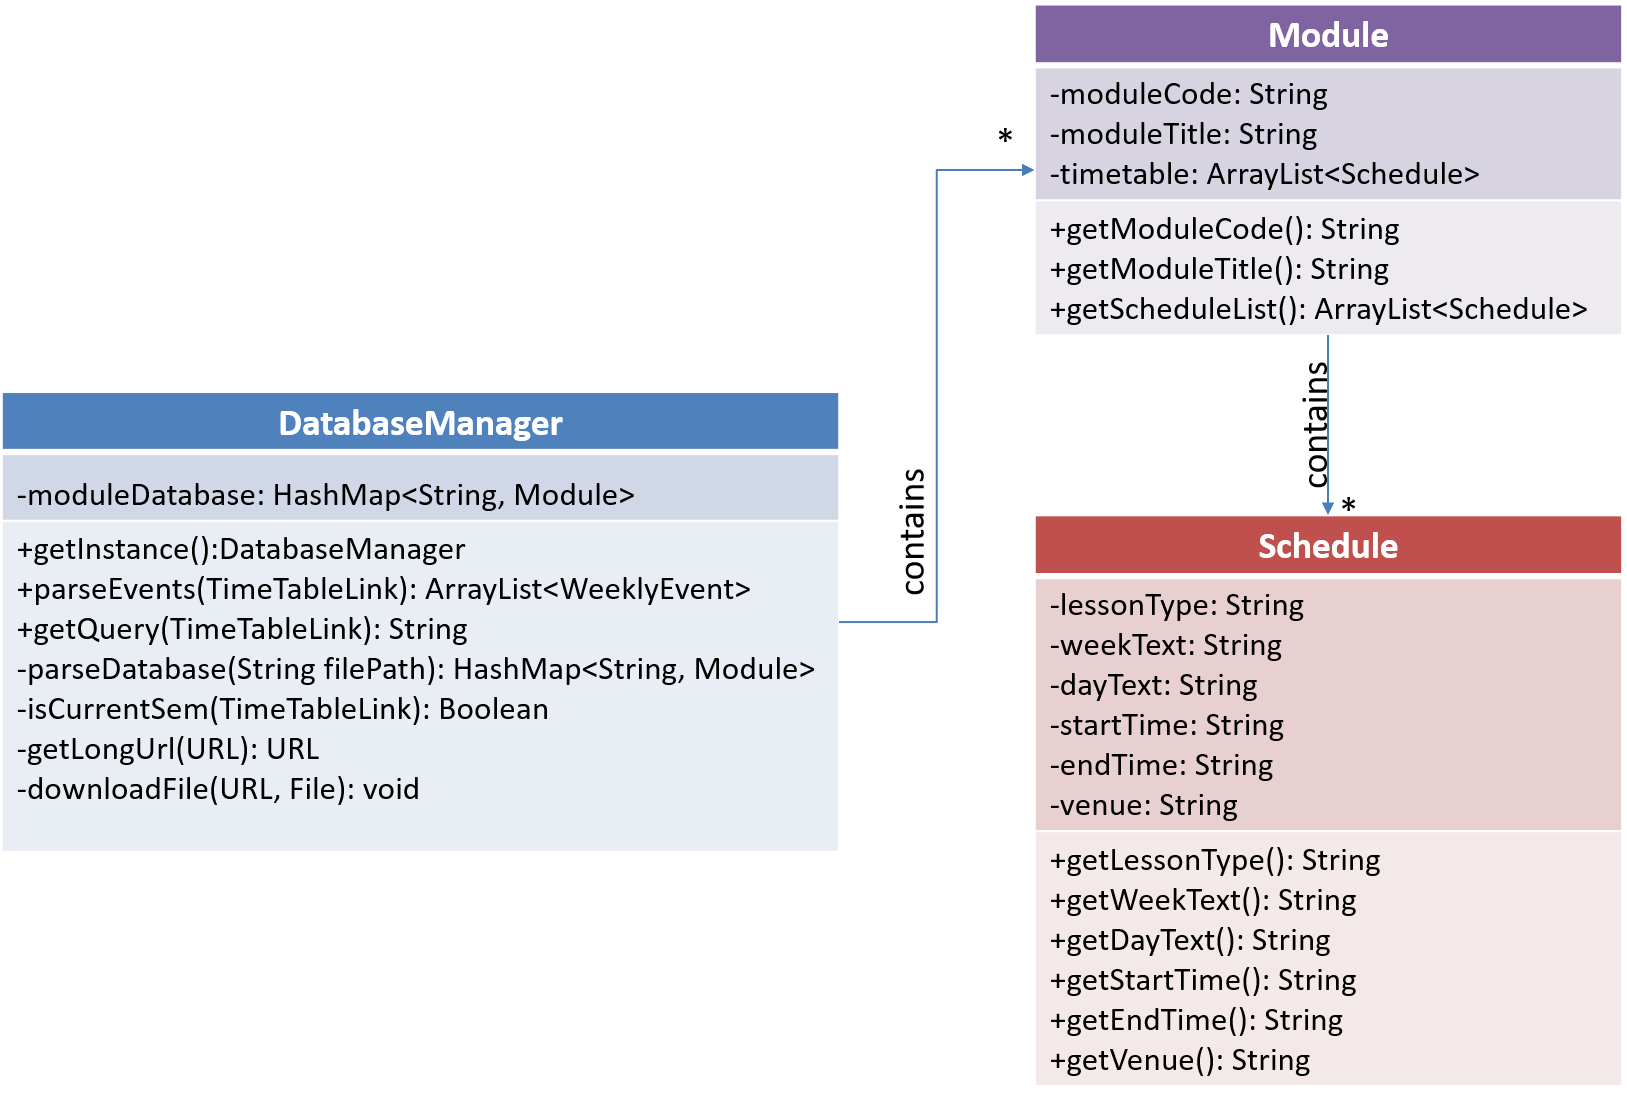 Module
-moduleCode: String
-moduleTitle: String
-timetable: ArrayList<Schedule>
+getModuleCode(): String
+getModuleTitle(): String
+getScheduleList(): ArrayList<Schedule>
*
contains
DatabaseManager
-moduleDatabase: HashMap<String, Module>
+getInstance():DatabaseManager
+parseEvents(TimeTableLink): ArrayList<WeeklyEvent>
+getQuery(TimeTableLink): String
-parseDatabase(String filePath): HashMap<String, Module>
-isCurrentSem(TimeTableLink): Boolean
-getLongUrl(URL): URL
-downloadFile(URL, File): void
contains
*
Schedule
-lessonType: String
-weekText: String
-dayText: String
-startTime: String
-endTime: String
-venue: String
+getLessonType(): String
+getWeekText(): String
+getDayText(): String
+getStartTime(): String
+getEndTime(): String
+getVenue(): String